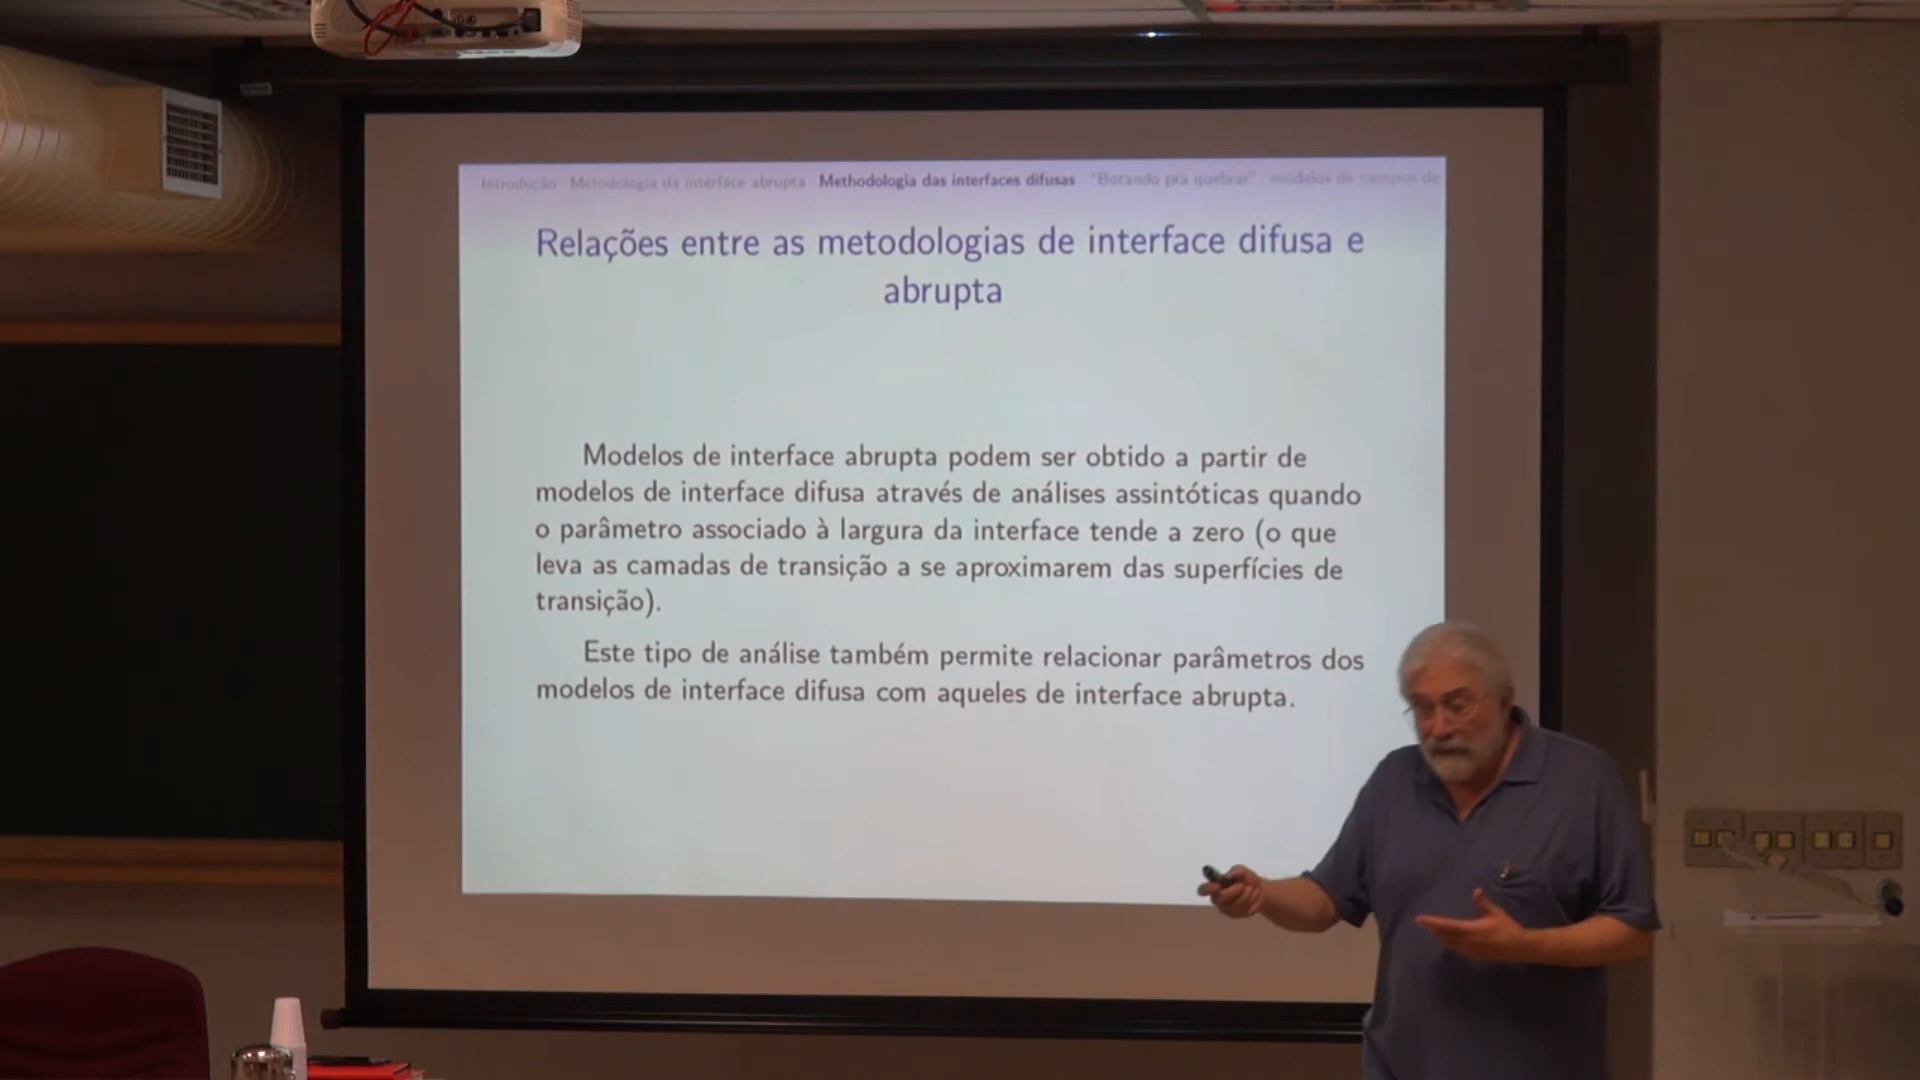 Introdução Metodologia da interface abrupta Methodologia das interfaces difusas "Botando pra quebrar" modelos de campos de
Relações entre as metodologias de interface difusa e
abrupta
Modelos de interface abrupta podem ser obtido a partir de
modelos de interface difusa através de análises assintóticas quando
o parâmetro associado à largura da interface tende a zero (o que
leva as camadas de transição a se aproximarem das superfícies de
transição).
Este tipo de análise também permite relacionar parâmetros dos
modelos de interface difusa com aqueles de interface abrupta.